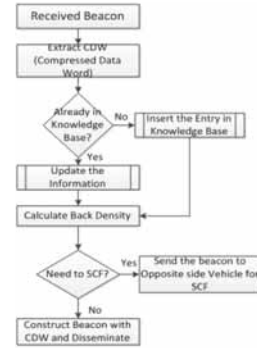 Received Beacon
Extract CDW
(Compressed Data
Word)
Already in
Knowledge
Base?
No
Insert the Entry in
Knowledge Base
Yes
Update the
Information
Calculate Back Density
Need to SCF?
Yes
Send the beacon to
Opposite side Vehicle for
SCF
No
Construct Beacon with
CDW and Disseminate